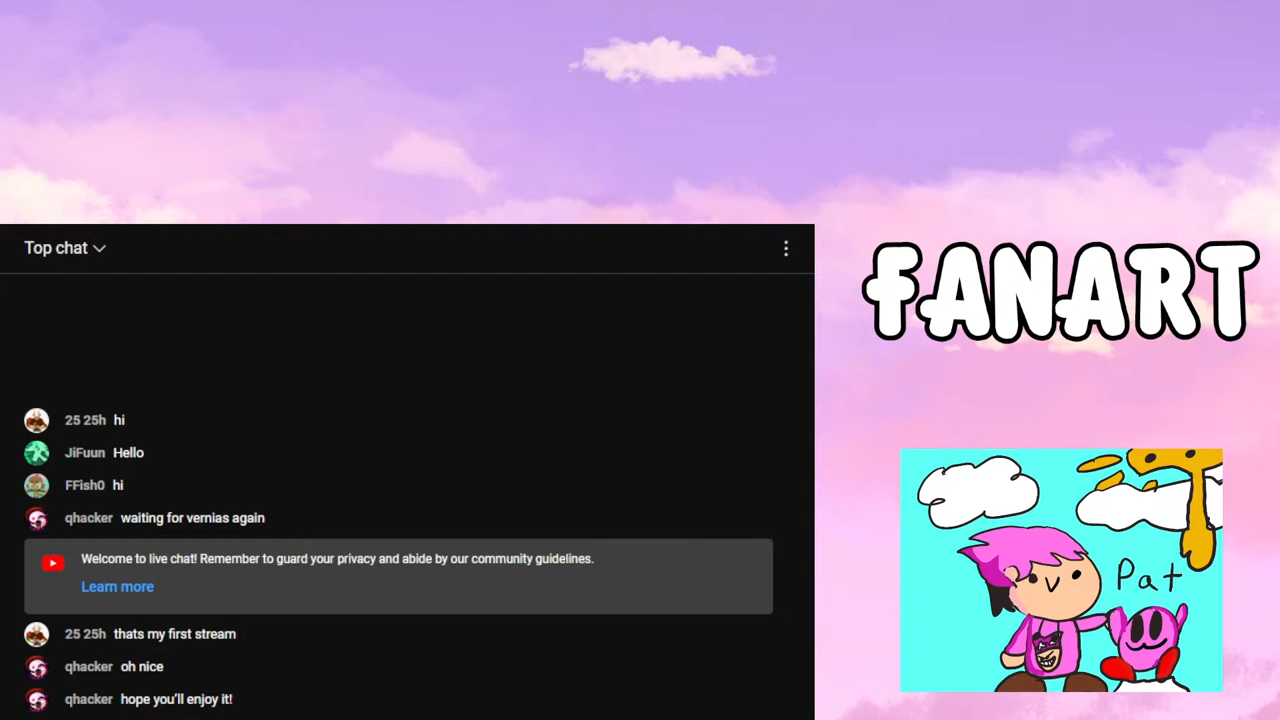 Top chat
FANART
25 25h hi
JiFuun Hello
FFish0 hi
qhacker waiting for vernias again
Welcome to live chat! Remember to guard your privacy and abide by our community guidelines.
Learn more
Pat
25 25h thats my first stream
qhacker oh nice
qhacker hope you'll enjoy it!